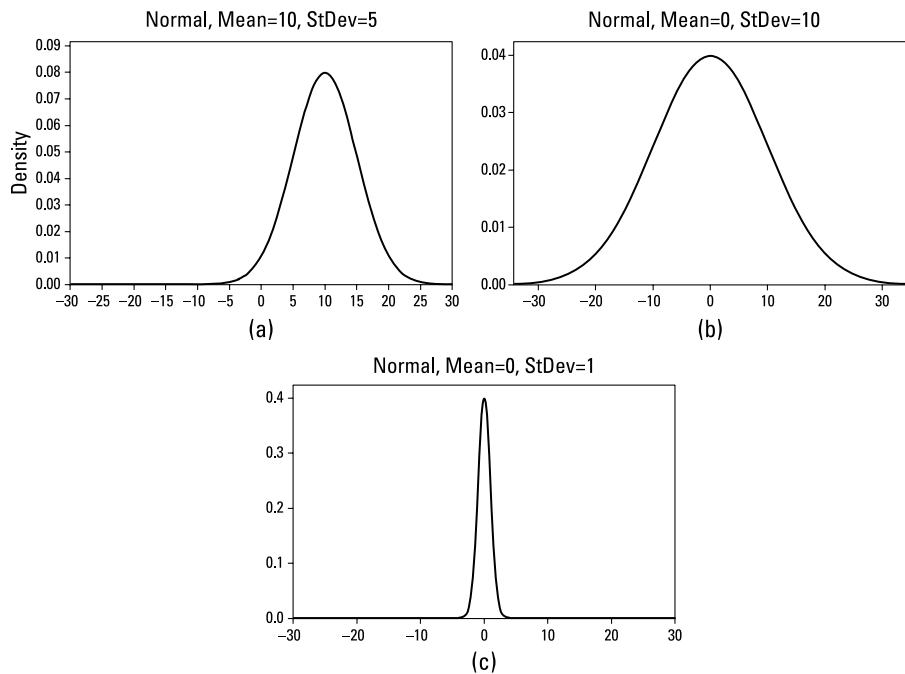 Normal, Mean=10, StDev=5
0.09
0.08
0.07
0.06
0.05
0.04
0.03
0.02
0.01
0.00
Density
−30 −25 −20 −15 −10 −5 0 5 10 15 20 25 30
(a)
Normal, Mean=0, StDev=10
0.04
0.03
0.02
0.01
0.00
−30 −20 −10 0 10 20 30
(b)
Normal, Mean=0, StDev=1
0.4
0.3
0.2
0.1
0.0
−30 −20 −10 0 10 20 30
(c)